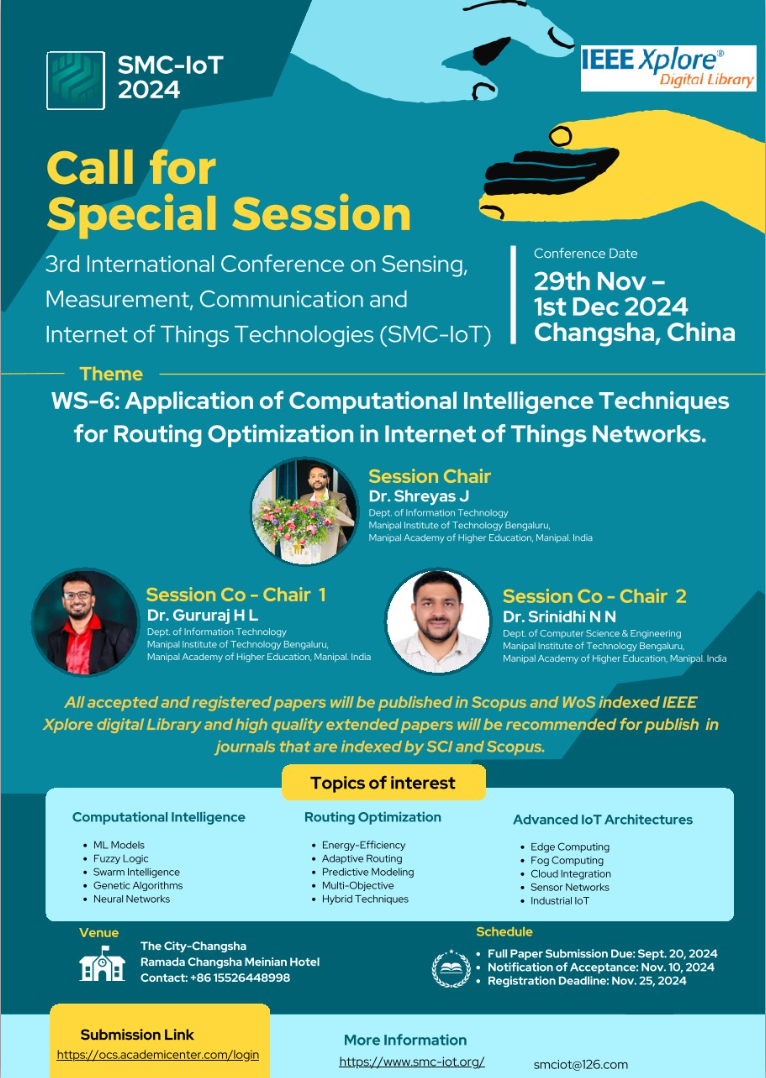 SMC-IoT
2024
IEEE Xplore®
Digital Library
Call for
Special Session
3rd International Conference on Sensing,
Measurement, Communication and
Internet of Things Technologies (SMC-IoT)
Conference Date
29th Nov –
1st Dec 2024
Changsha, China
Theme
WS-6: Application of Computational Intelligence Techniques
for Routing Optimization in Internet of Things Networks.
Session Chair
Dr. Shreyas J
Dept. of Information Technology
Manipal Institute of Technology Bengaluru,
Manipal Academy of Higher Education, Manipal. India
Session Co - Chair 1
Dr. Gururaj H L
Dept. of Information Technology
Manipal Institute of Technology Bengaluru,
Manipal Academy of Higher Education, Manipal. India
Session Co - Chair 2
Dr. Srinidhi N N
Dept. of Computer Science & Engineering
Manipal Institute of Technology Bengaluru,
Manipal Academy of Higher Education, Manipal. India
All accepted and registered papers will be published in Scopus and WoS indexed IEEE
Xplore digital Library and high quality extended papers will be recommended for publish in
journals that are indexed by SCI and Scopus.
Topics of interest
Computational Intelligence
• ML Models
• Fuzzy Logic
• Swarm Intelligence
• Genetic Algorithms
• Neural Networks
Routing Optimization
• Energy-Efficiency
• Adaptive Routing
• Predictive Modeling
• Multi-Objective
• Hybrid Techniques
Advanced IoT Architectures
• Edge Computing
• Fog Computing
• Cloud Integration
• Sensor Networks
• Industrial IoT
Venue
The City-Changsha
Ramada Changsha Meinian Hotel
Contact: +86 15526448998
Schedule
• Full Paper Submission Due: Sept. 20, 2024
• Notification of Acceptance: Nov. 10, 2024
• Registration Deadline: Nov. 25, 2024
Submission Link
https://ocs.academicenter.com/login
More Information
https://www.smc-iot.org/
smciot@126.com